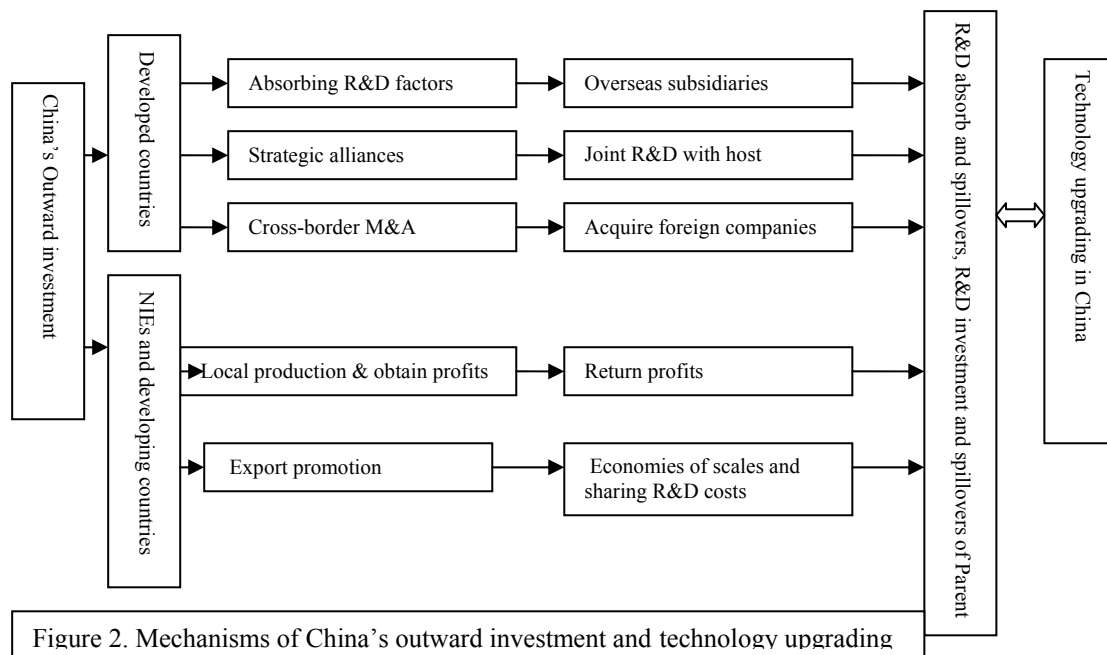 China's Outward investment
Developed countries
Absorbing R&D factors
Overseas subsidiaries
Strategic alliances
Joint R&D with host
Cross-border M&A
Acquire foreign companies
NIEs and developing countries
Local production & obtain profits
Return profits
Export promotion
Economies of scales and
sharing R&D costs
R&D absorb and spillovers, R&D investment and spillovers of Parent
Technology upgrading in China
Figure 2. Mechanisms of China's outward investment and technology upgrading